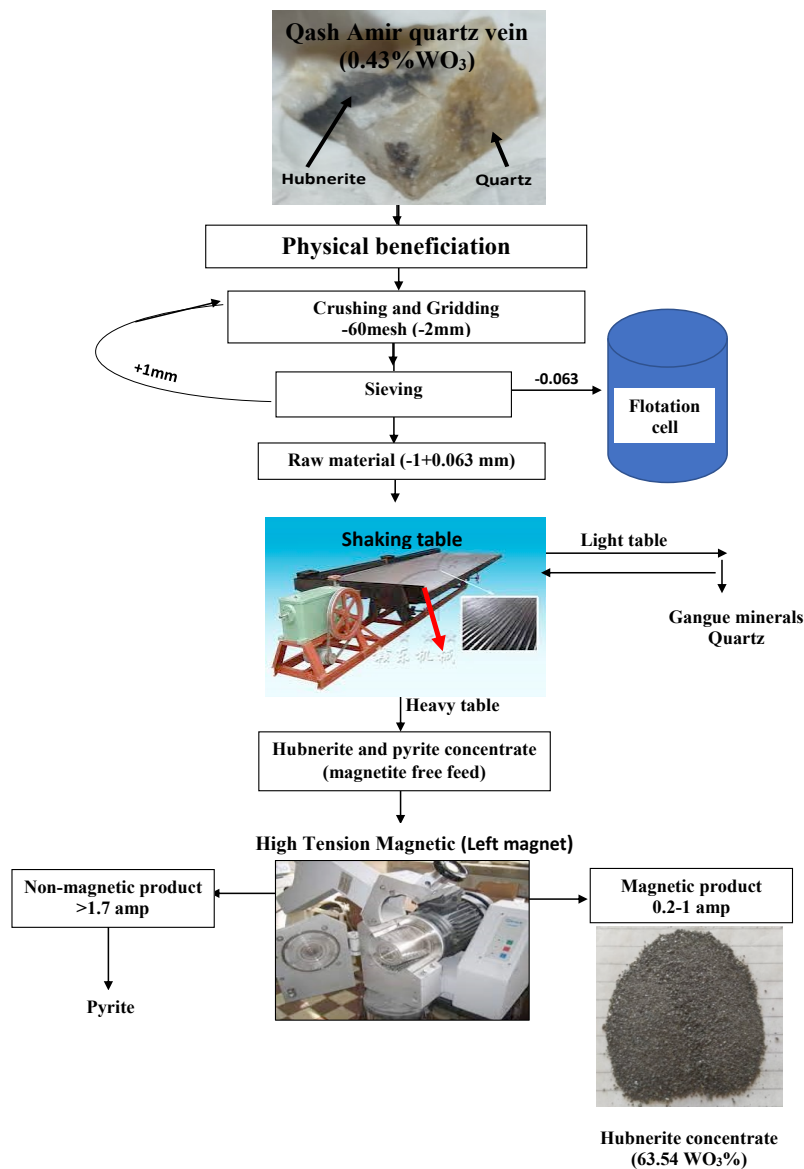 Qash Amir quartz vein
(0.43%WO₃)
Hubnerite
Quartz
Physical beneficiation
Crushing and Gridding
-60mesh (-2mm)
+1mm
Sieving
-0.063
Flotation
cell
Raw material (-1+0.063 mm)
Shaking table
Light table
Gangue minerals
Quartz
Heavy table
Hubnerite and pyrite concentrate
(magnetite free feed)
High Tension Magnetic (Left magnet)
Non-magnetic product
>1.7 amp
Magnetic product
0.2-1 amp
Pyrite
Hubnerite concentrate
(63.54 WO₃%)